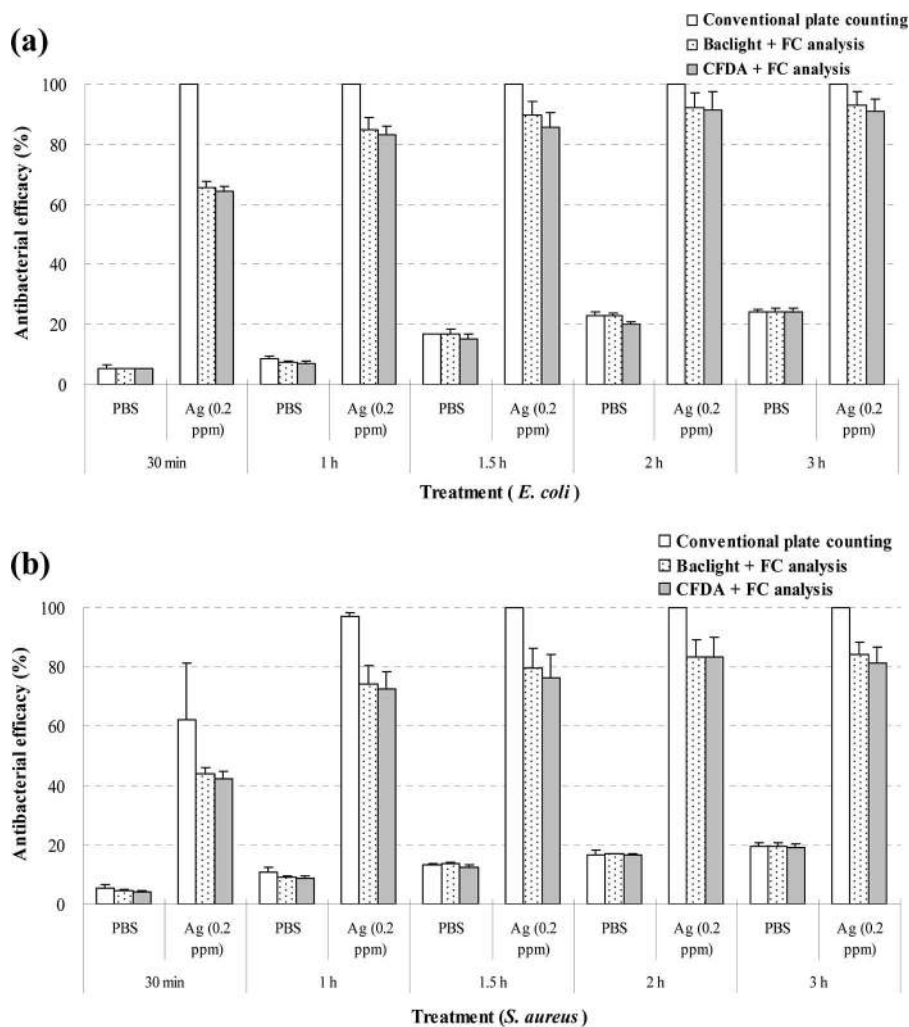 (a)
Conventional plate counting
Baclight + FC analysis
CFDA + FC analysis
Antibacterial efficacy (%)
100
80
60
40
20
0
PBS Ag (0.2 PBS Ag (0.2 PBS Ag (0.2 PBS Ag (0.2 PBS Ag (0.2
ppm) ppm) ppm) ppm) ppm)
30 min 1 h 1.5 h 2 h 3 h
Treatment ( E. coli )
(b)
Conventional plate counting
Baclight + FC analysis
CFDA + FC analysis
Antibacterial efficacy (%)
100
80
60
40
20
0
PBS Ag (0.2 PBS Ag (0.2 PBS Ag (0.2 PBS Ag (0.2 PBS Ag (0.2
ppm) ppm) ppm) ppm) ppm)
30 min 1 h 1.5 h 2 h 3 h
Treatment (S. aureus)